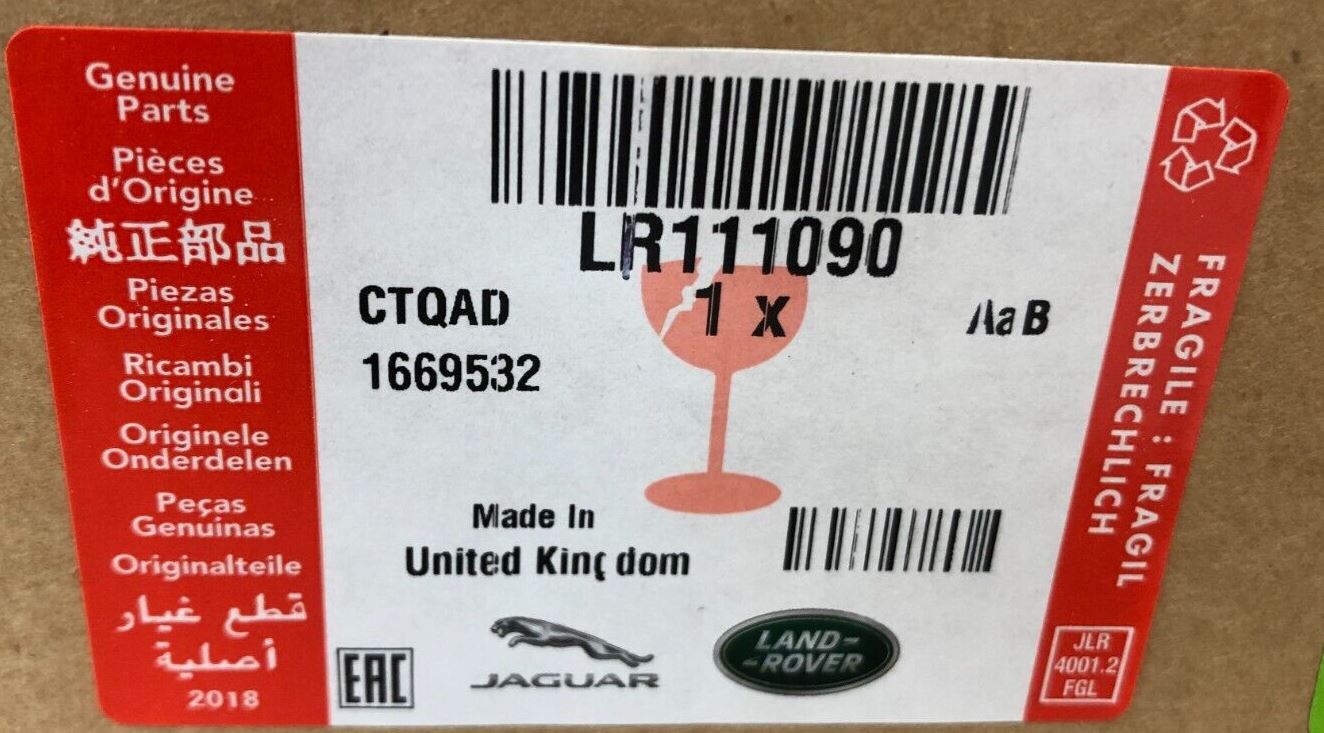 Genuine
Parts
Pièces
d'Origine
純正部品
Piezas
Originales
Ricambi
Originali
Originele
Onderdelen
Peças
Genuinas
Originalteile
قطع غيار
أصلية
2018
LR111090
CTQAD
1 x
AaB
1669532
Made In
United Kingdom
EAC
JAGUAR
LAND-
-ROVER
FRAGILE : FRAGIL
ZERBRECHLICH
JLR
4001.2
FGL